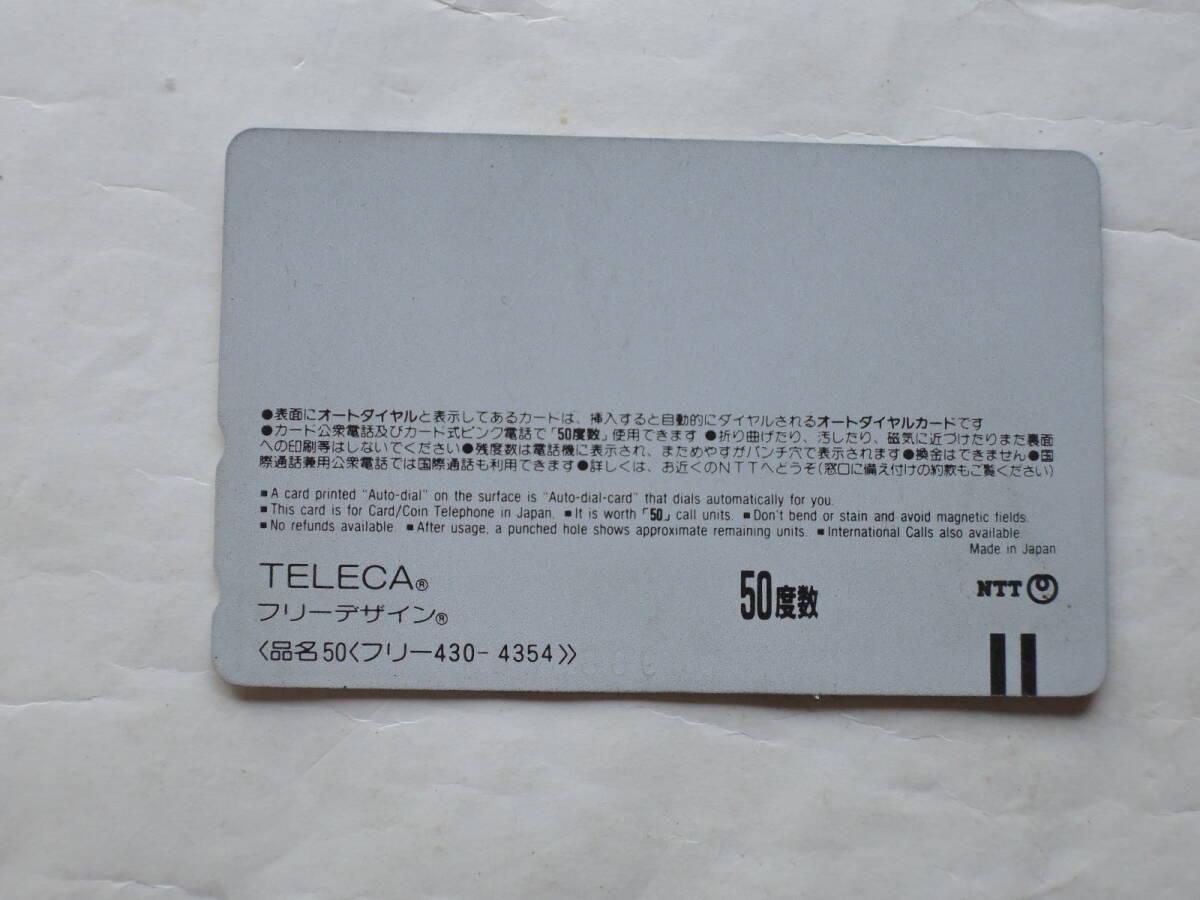 ●表面にオートダイヤルと表示してあるカードは、挿入すると自動的にダイヤルされるオートダイヤルカードです
●カード公衆電話及びカード式ピンク電話で「50度数」使用できます ●折り曲げたり、汚したり、磁気に近づけたりまた裏面
への印刷等はしないでください●残度数は電話機に表示され、まためやすがパンチ穴で表示されます●換金はできません●国
際通話兼用公衆電話では国際通話も利用できます●詳しくは、お近くのNTTへどうぞ(窓口に備え付けの約款もご覧ください)
■A card printed "Auto-dial" on the surface is "Auto-dial-card" that dials automatically for you.
■This card is for Card/Coin Telephone in Japan. ■It is worth「50」call units. ■Don't bend or stain and avoid magnetic fields.
■No refunds available. ■After usage, a punched hole shows approximate remaining units. ■International Calls also available.
Made in Japan
TELECA®
50度数
NTT
フリーデザイン®
〈品名50〈フリー430-4354〉〉